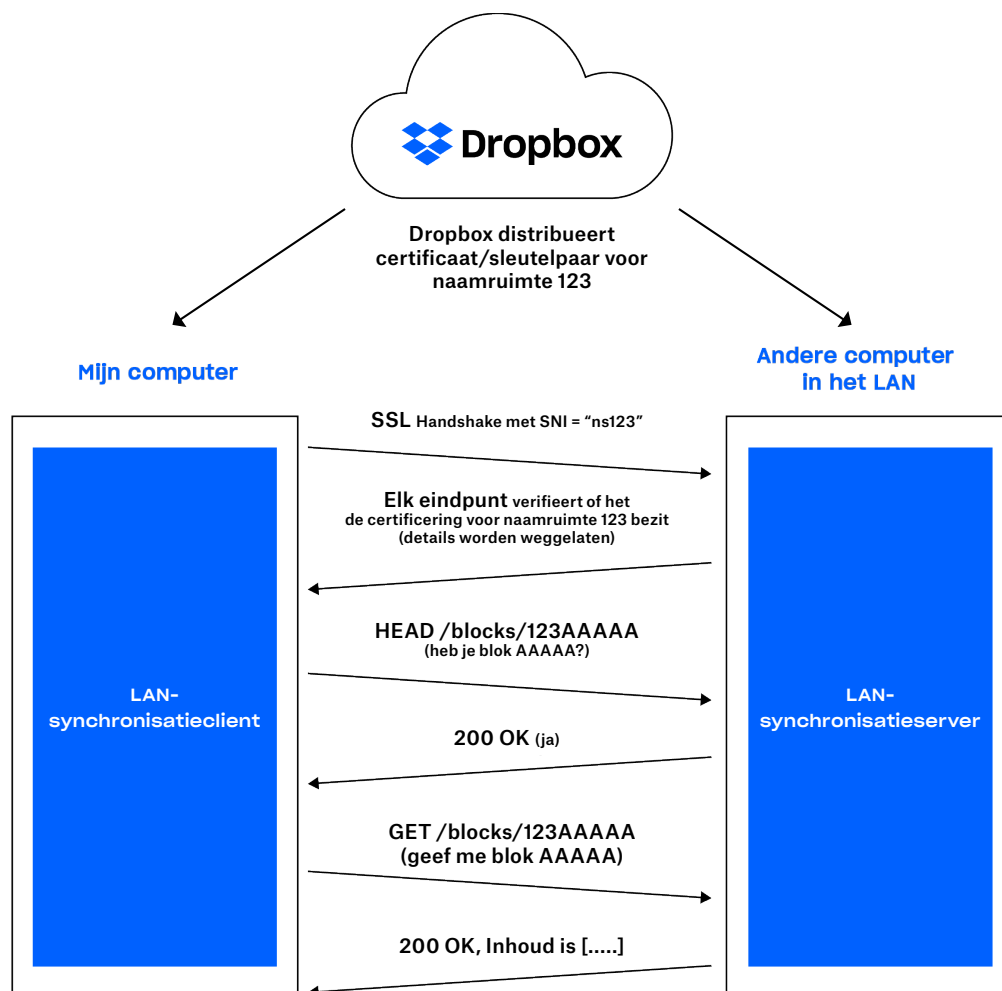 Dropbox
Dropbox distribueert
certificaat/sleutelpaar voor
naamruimte 123
Mijn computer
Andere computer
in het LAN
SSL Handshake met SNI = “ns123”
Elk eindpunt verifieert of het
de certificering voor naamruimte 123 bezit
(details worden weggelaten)
HEAD /blocks/123AAAAA
(heb je blok AAAAA?)
LAN-
synchronisatieclient
LAN-
synchronisatieserver
200 OK (ja)
GET /blocks/123AAAAA
(geef me blok AAAAA)
200 OK, Inhoud is [.....]